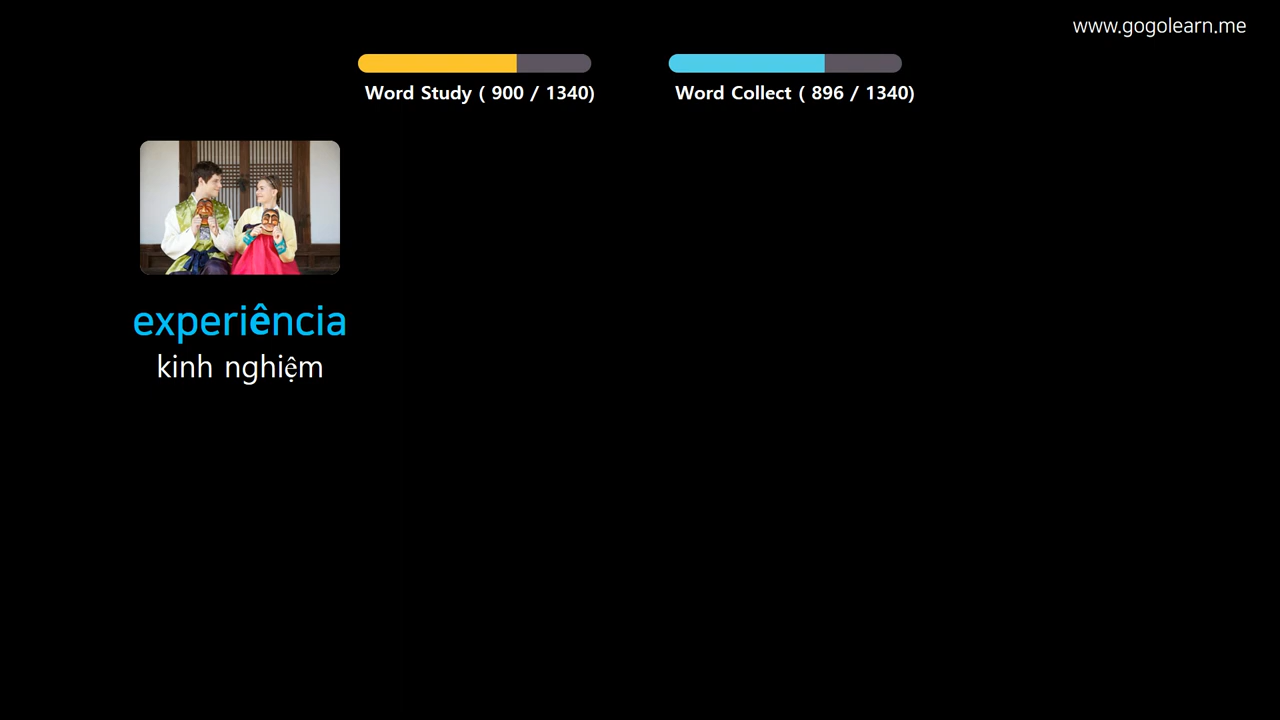 www.gogolearn.me
Word Study ( 900 / 1340)
Word Collect ( 896 / 1340)
experiência
kinh nghiệm